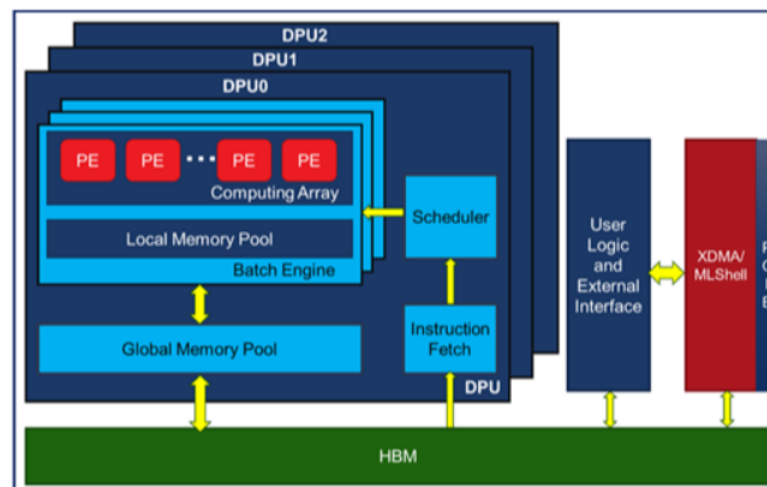 DPU2
DPU1
DPU0
PE PE ... PE PE
Computing Array
Local Memory Pool
Batch Engine
Scheduler
Global Memory Pool
Instruction
Fetch
DPU
User
Logic
and
External
Interface
XDMA/
MLShell
HBM